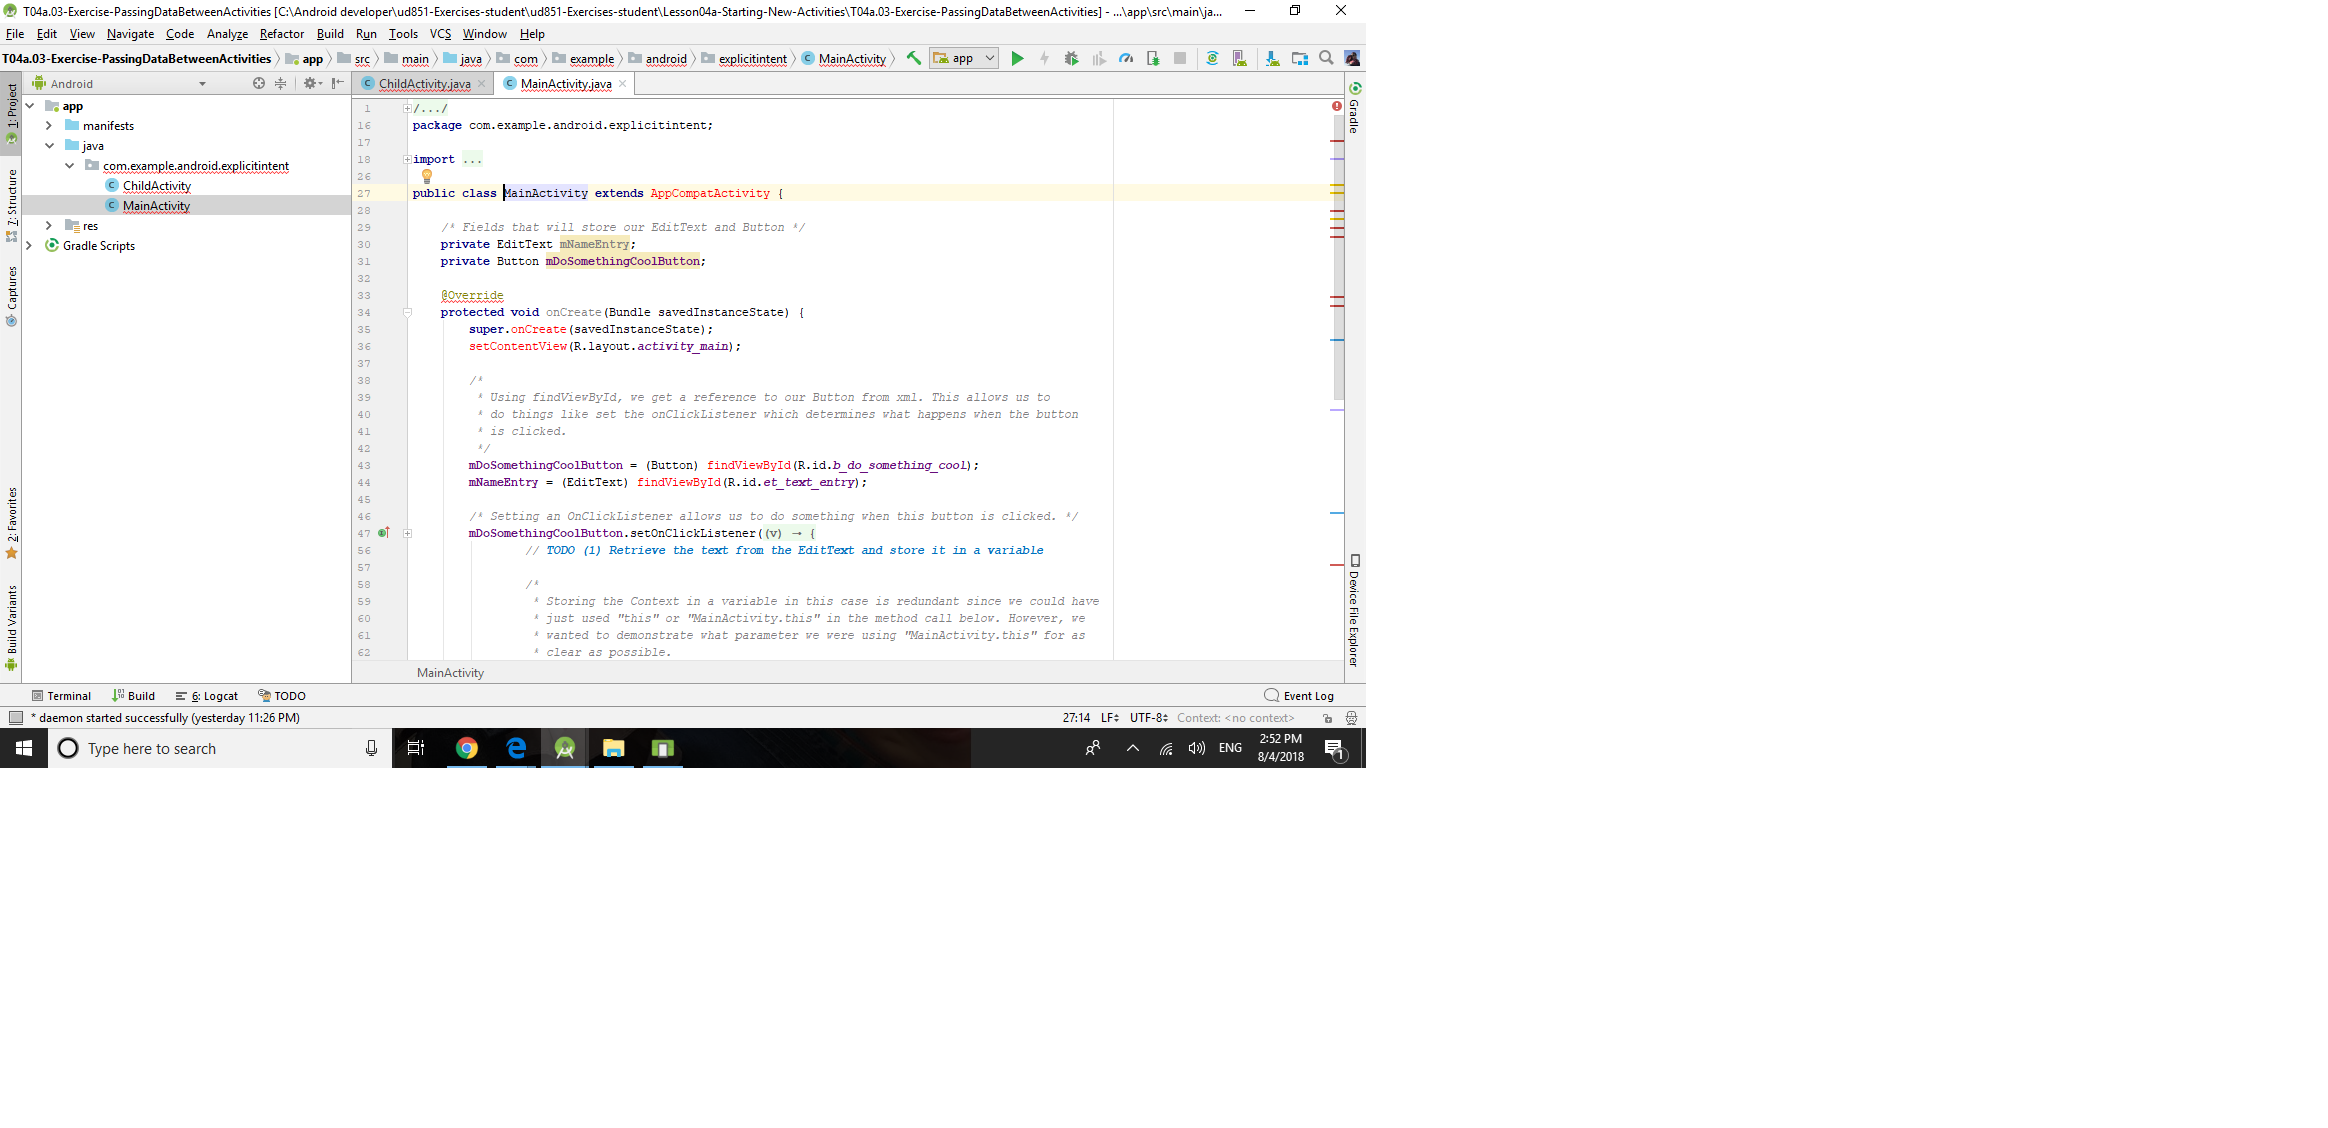 T04a.03-Exercise-PassingDataBetweenActivities [C:\Android developer\ud851-Exercises-student\ud851-Exercises-student\Lesson04a-Starting-New-Activities\T04a.03-Exercise-PassingDataBetweenActivities] - ...\app\src\main\ja...
File Edit View Navigate Code Analyze Refactor Build Run Tools VCS Window Help
T04a.03-Exercise-PassingDataBetweenActivities app src main java com example android explicitintent MainActivity app
1: Project
7: Structure
Captures
2: Favorites
Build Variants
Android
app
manifests
java
com.example.android.explicitintent
ChildActivity
MainActivity
res
Gradle Scripts
ChildActivity.java MainActivity.java
1 /.../
16 package com.example.android.explicitintent;
17
18 import ...
26
27 public class MainActivity extends AppCompatActivity {
28
29 /* Fields that will store our EditText and Button */
30 private EditText mNameEntry;
31 private Button mDoSomethingCoolButton;
32
33 @Override
34 protected void onCreate(Bundle savedInstanceState) {
35 super.onCreate(savedInstanceState);
36 setContentView(R.layout.activity_main);
37
38 /*
39 * Using findViewById, we get a reference to our Button from xml. This allows us to
40 * do things like set the onClickListener which determines what happens when the button
41 * is clicked.
42 */
43 mDoSomethingCoolButton = (Button) findViewById(R.id.b_do_something_cool);
44 mNameEntry = (EditText) findViewById(R.id.et_text_entry);
45
46 /* Setting an OnClickListener allows us to do something when this button is clicked. */
47 mDoSomethingCoolButton.setOnClickListener((v) → {
56 // TODO (1) Retrieve the text from the EditText and store it in a variable
57
58 /*
59 * Storing the Context in a variable in this case is redundant since we could have
60 * just used "this" or "MainActivity.this" in the method call below. However, we
61 * wanted to demonstrate what parameter we were using "MainActivity.this" for as
62 * clear as possible.
MainActivity
Gradle
Device File Explorer
Terminal Build 6: Logcat TODO Event Log
* daemon started successfully (yesterday 11:26 PM) 27:14 LF UTF-8 Context: <no context>
Type here to search ENG 2:52 PM
8/4/2018 1